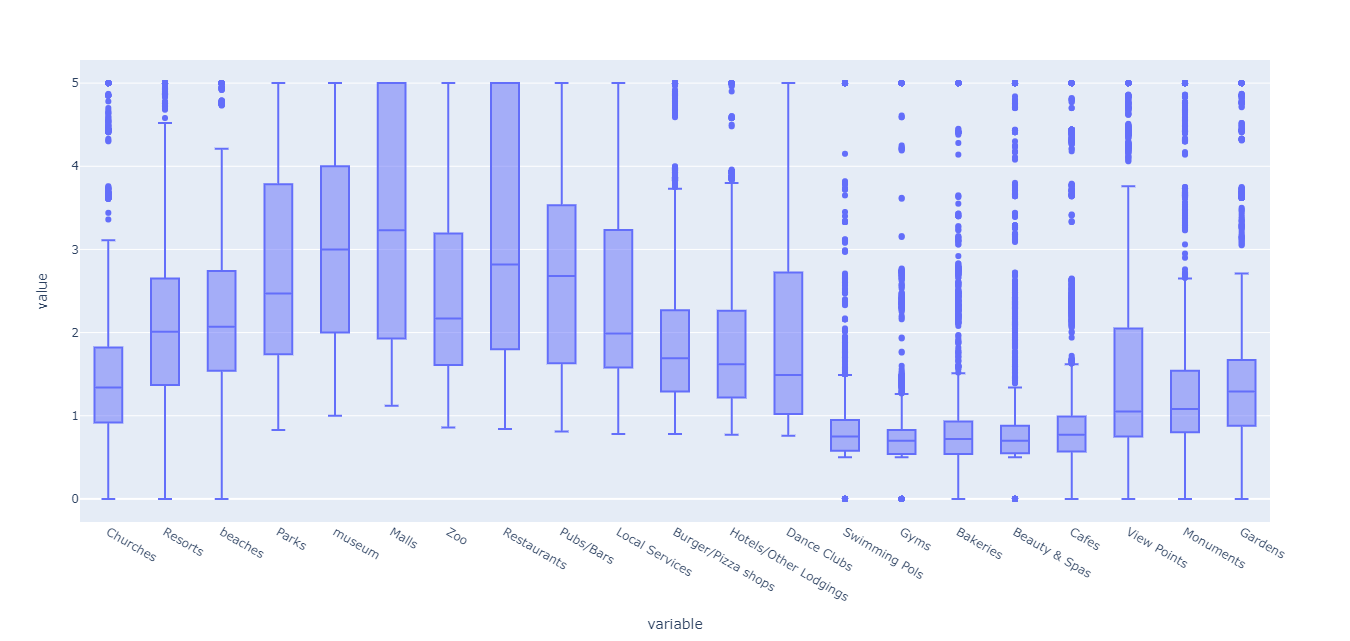 value
5
4
3
2
1
0
Churches
Resorts
beaches
Parks
museum
Malls
Zoo
Restaurants
Pubs/Bars
Local Services
Burger/Pizza shops
Hotels/Other Lodgings
Dance Clubs
Swimming Pols
Gyms
Bakeries
Beauty & Spas
Cafes
View Points
Monuments
Gardens
variable